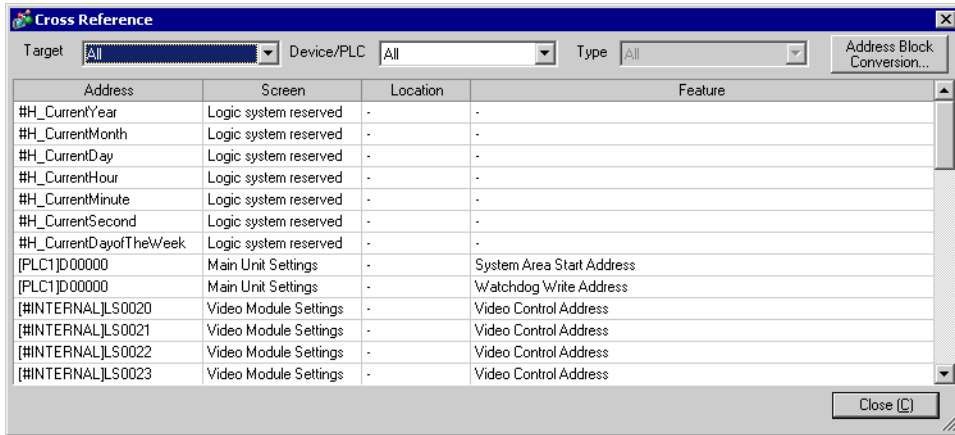 Cross Reference
Target All Device/PLC All Type All Address Block Conversion...
Address Screen Location Feature
#H_CurrentYear Logic system reserved - -
#H_CurrentMonth Logic system reserved - -
#H_CurrentDay Logic system reserved - -
#H_CurrentHour Logic system reserved - -
#H_CurrentMinute Logic system reserved - -
#H_CurrentSecond Logic system reserved - -
#H_CurrentDayofTheWeek Logic system reserved - -
[PLC1]D00000 Main Unit Settings - System Area Start Address
[PLC1]D00000 Main Unit Settings - Watchdog Write Address
[#INTERNAL]LS0020 Video Module Settings - Video Control Address
[#INTERNAL]LS0021 Video Module Settings - Video Control Address
[#INTERNAL]LS0022 Video Module Settings - Video Control Address
[#INTERNAL]LS0023 Video Module Settings - Video Control Address
Close (C)